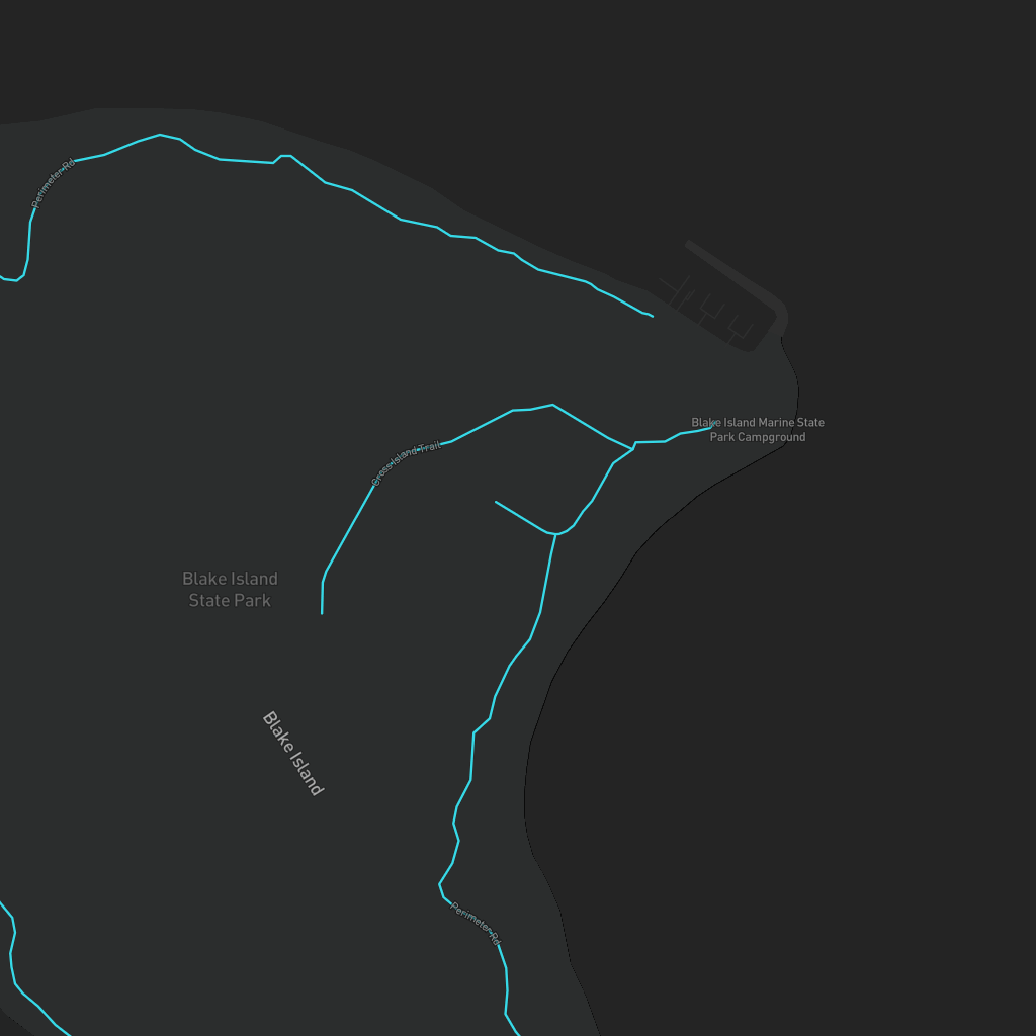 Perimeter Rd
Blake Island Marine State
Park Campground
Cross Island Trail
Blake Island
State Park
Blake Island
Perimeter Rd